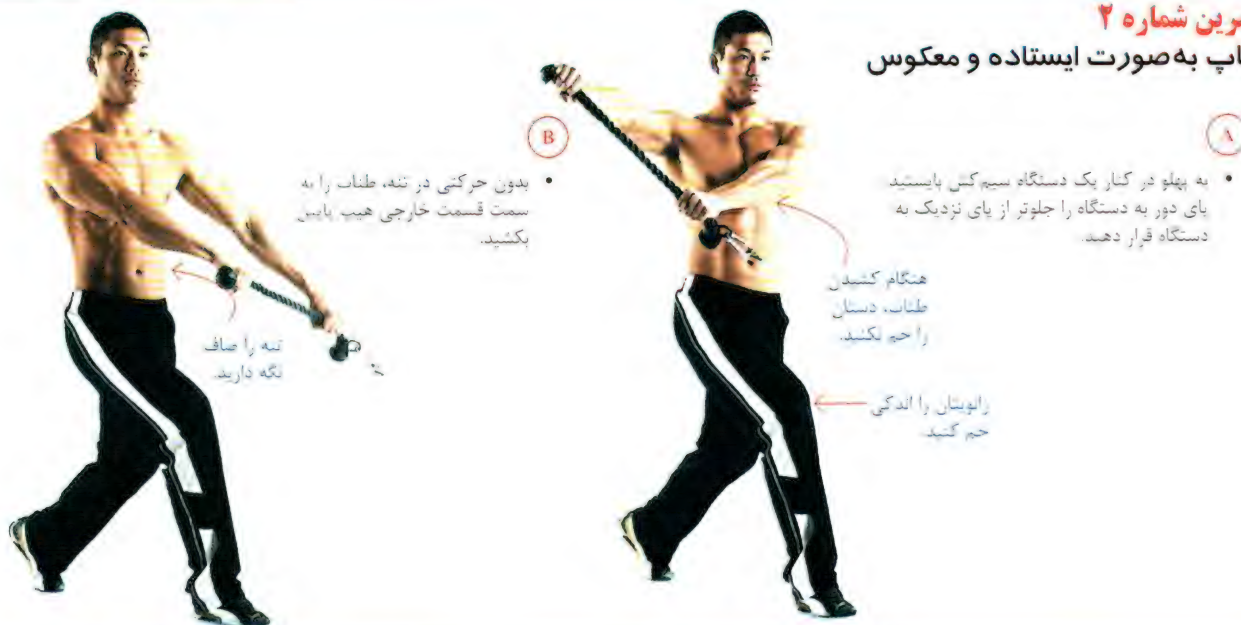 رین شماره ۲
اپ به‌صورت ایستاده و معکوس
A
• به پهلو در کنار یک دستگاه سیم‌کش بایستید.
پای دور به دستگاه را جلوتر از پای نزدیک به
دستگاه قرار دهید.
هنگام کشیدن
طناب، دستان
را خم نکنید.
زانویتان را اندکی
خم کنید.
B
• بدون حرکتی در تنه، طناب را به
سمت قسمت خارجی هیپ پایین
بکشید.
تنه را صاف
نگه دارید.